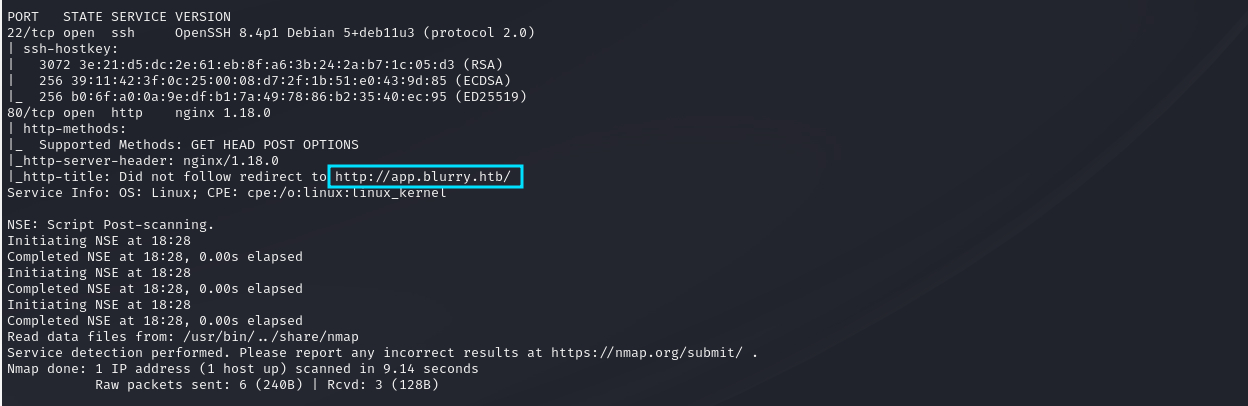 PORT   STATE SERVICE VERSION
22/tcp open  ssh     OpenSSH 8.4p1 Debian 5+deb11u3 (protocol 2.0)
| ssh-hostkey:
|   3072 3e:21:d5:dc:2e:61:eb:8f:a6:3b:24:2a:b7:1c:05:d3 (RSA)
|   256 39:11:42:3f:0c:25:00:08:d7:2f:1b:51:e0:43:9d:85 (ECDSA)
|_  256 b0:6f:a0:0a:9e:df:b1:7a:49:78:86:b2:35:40:ec:95 (ED25519)
80/tcp open  http    nginx 1.18.0
| http-methods:
|_  Supported Methods: GET HEAD POST OPTIONS
|_http-server-header: nginx/1.18.0
|_http-title: Did not follow redirect to http://app.blurry.htb/
Service Info: OS: Linux; CPE: cpe:/o:linux:linux_kernel

NSE: Script Post-scanning.
Initiating NSE at 18:28
Completed NSE at 18:28, 0.00s elapsed
Initiating NSE at 18:28
Completed NSE at 18:28, 0.00s elapsed
Initiating NSE at 18:28
Completed NSE at 18:28, 0.00s elapsed
Read data files from: /usr/bin/../share/nmap
Service detection performed. Please report any incorrect results at https://nmap.org/submit/ .
Nmap done: 1 IP address (1 host up) scanned in 9.14 seconds
           Raw packets sent: 6 (240B) | Rcvd: 3 (128B)